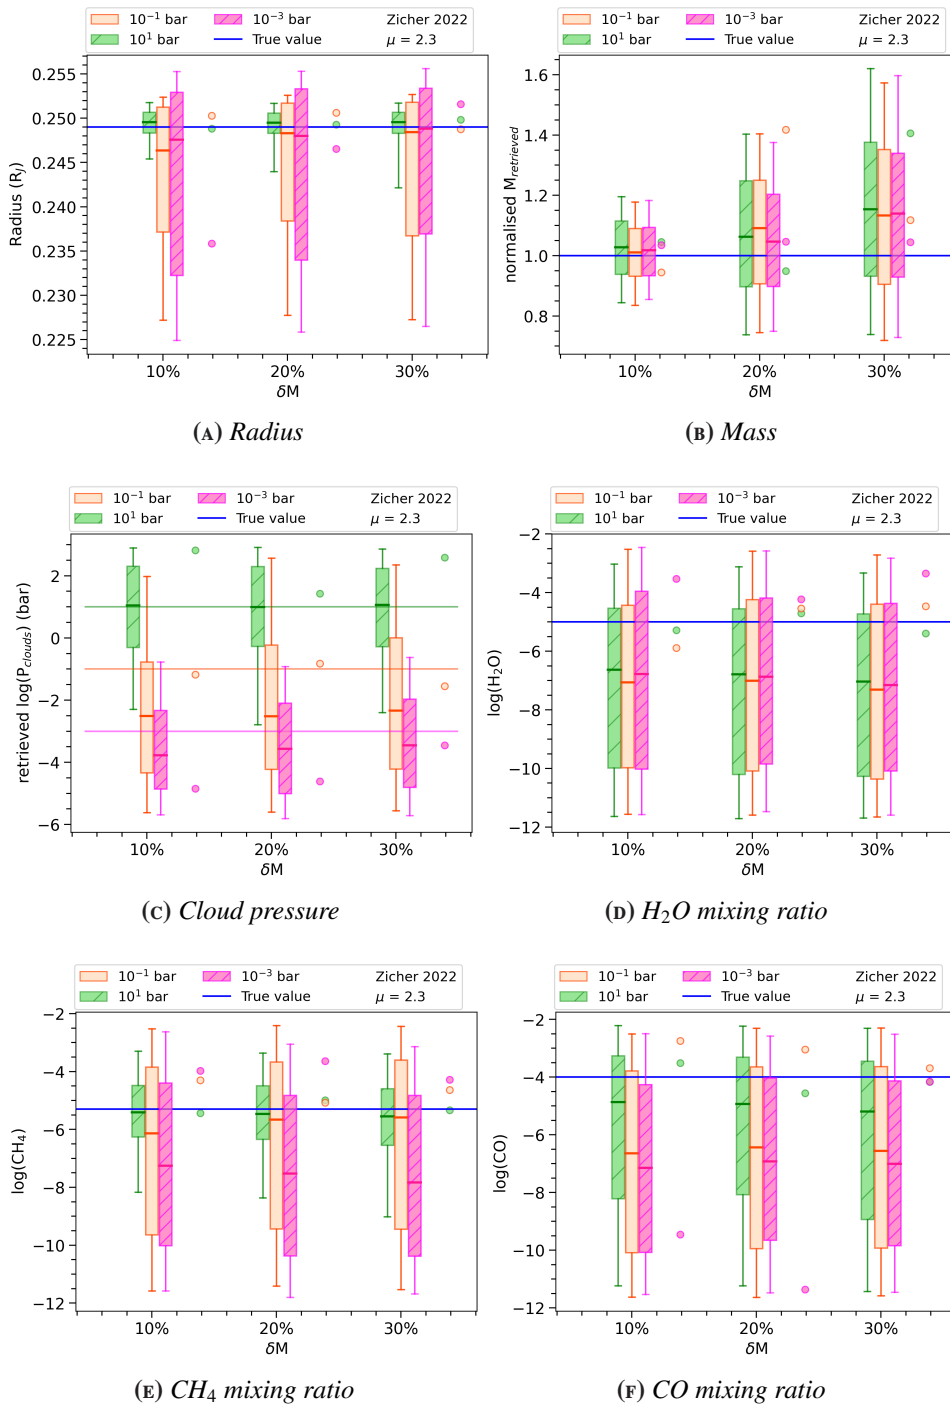 10⁻¹ bar 10⁻³ bar Zicher 2022
10¹ bar True value μ = 2.3
0.255
0.250
0.245
0.240
0.235
0.230
0.225
Radius (R_J)
10% 20% 30%
δM
(A) Radius
10⁻¹ bar 10⁻³ bar Zicher 2022
10¹ bar True value μ = 2.3
1.6
1.4
1.2
1.0
0.8
normalised M_retrieved
10% 20% 30%
δM
(B) Mass
10⁻¹ bar 10⁻³ bar Zicher 2022
10¹ bar True value μ = 2.3
2
0
−2
−4
−6
retrieved log(P_clouds) (bar)
10% 20% 30%
δM
(C) Cloud pressure
10⁻¹ bar 10⁻³ bar Zicher 2022
10¹ bar True value μ = 2.3
−2
−4
−6
−8
−10
−12
log(H₂O)
10% 20% 30%
δM
(D) H₂O mixing ratio
10⁻¹ bar 10⁻³ bar Zicher 2022
10¹ bar True value μ = 2.3
−2
−4
−6
−8
−10
−12
log(CH₄)
10% 20% 30%
δM
(E) CH₄ mixing ratio
10⁻¹ bar 10⁻³ bar Zicher 2022
10¹ bar True value μ = 2.3
−2
−4
−6
−8
−10
−12
log(CO)
10% 20% 30%
δM
(F) CO mixing ratio